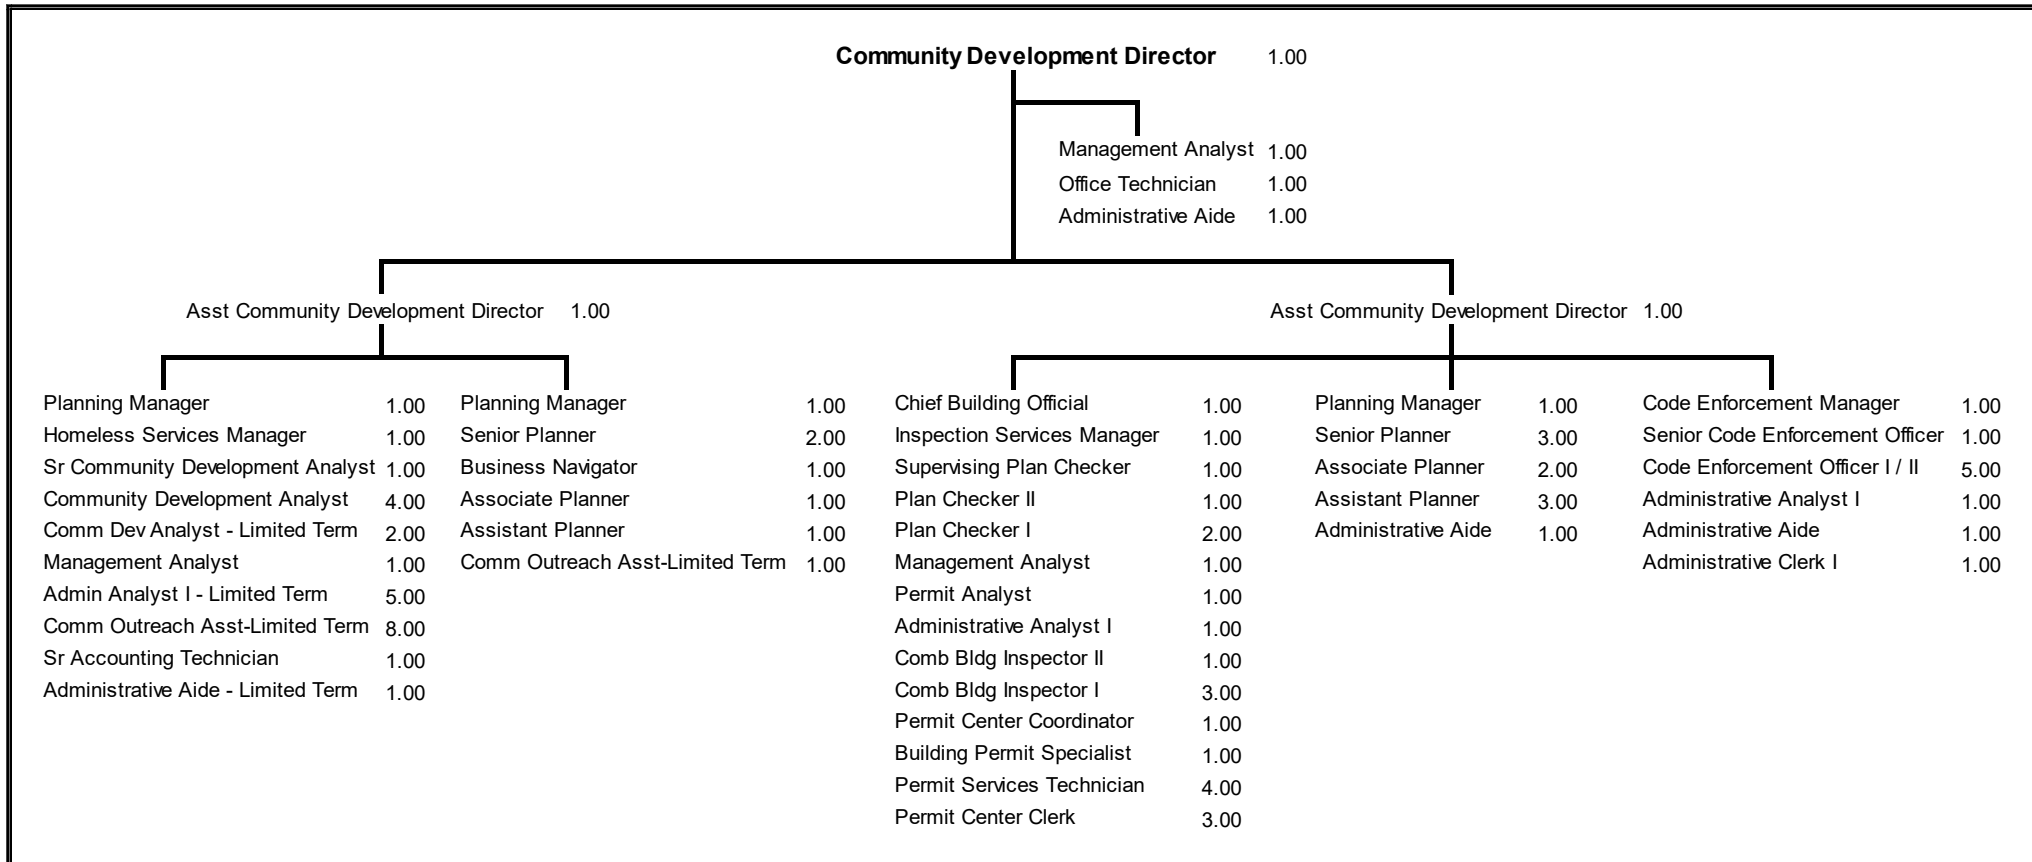 Community Development Director 1.00
Management Analyst 1.00
Office Technician 1.00
Administrative Aide 1.00
Asst Community Development Director 1.00
Asst Community Development Director 1.00
Planning Manager 1.00
Homeless Services Manager 1.00
Sr Community Development Analyst 1.00
Community Development Analyst 4.00
Comm Dev Analyst - Limited Term 2.00
Management Analyst 1.00
Admin Analyst I - Limited Term 5.00
Comm Outreach Asst-Limited Term 8.00
Sr Accounting Technician 1.00
Administrative Aide - Limited Term 1.00
Planning Manager 1.00
Senior Planner 2.00
Business Navigator 1.00
Associate Planner 1.00
Assistant Planner 1.00
Comm Outreach Asst-Limited Term 1.00
Chief Building Official 1.00
Inspection Services Manager 1.00
Supervising Plan Checker 1.00
Plan Checker II 1.00
Plan Checker I 2.00
Management Analyst 1.00
Permit Analyst 1.00
Administrative Analyst I 1.00
Comb Bldg Inspector II 1.00
Comb Bldg Inspector I 3.00
Permit Center Coordinator 1.00
Building Permit Specialist 1.00
Permit Services Technician 4.00
Permit Center Clerk 3.00
Planning Manager 1.00
Senior Planner 3.00
Associate Planner 2.00
Assistant Planner 3.00
Administrative Aide 1.00
Code Enforcement Manager 1.00
Senior Code Enforcement Officer 1.00
Code Enforcement Officer I / II 5.00
Administrative Analyst I 1.00
Administrative Aide 1.00
Administrative Clerk I 1.00